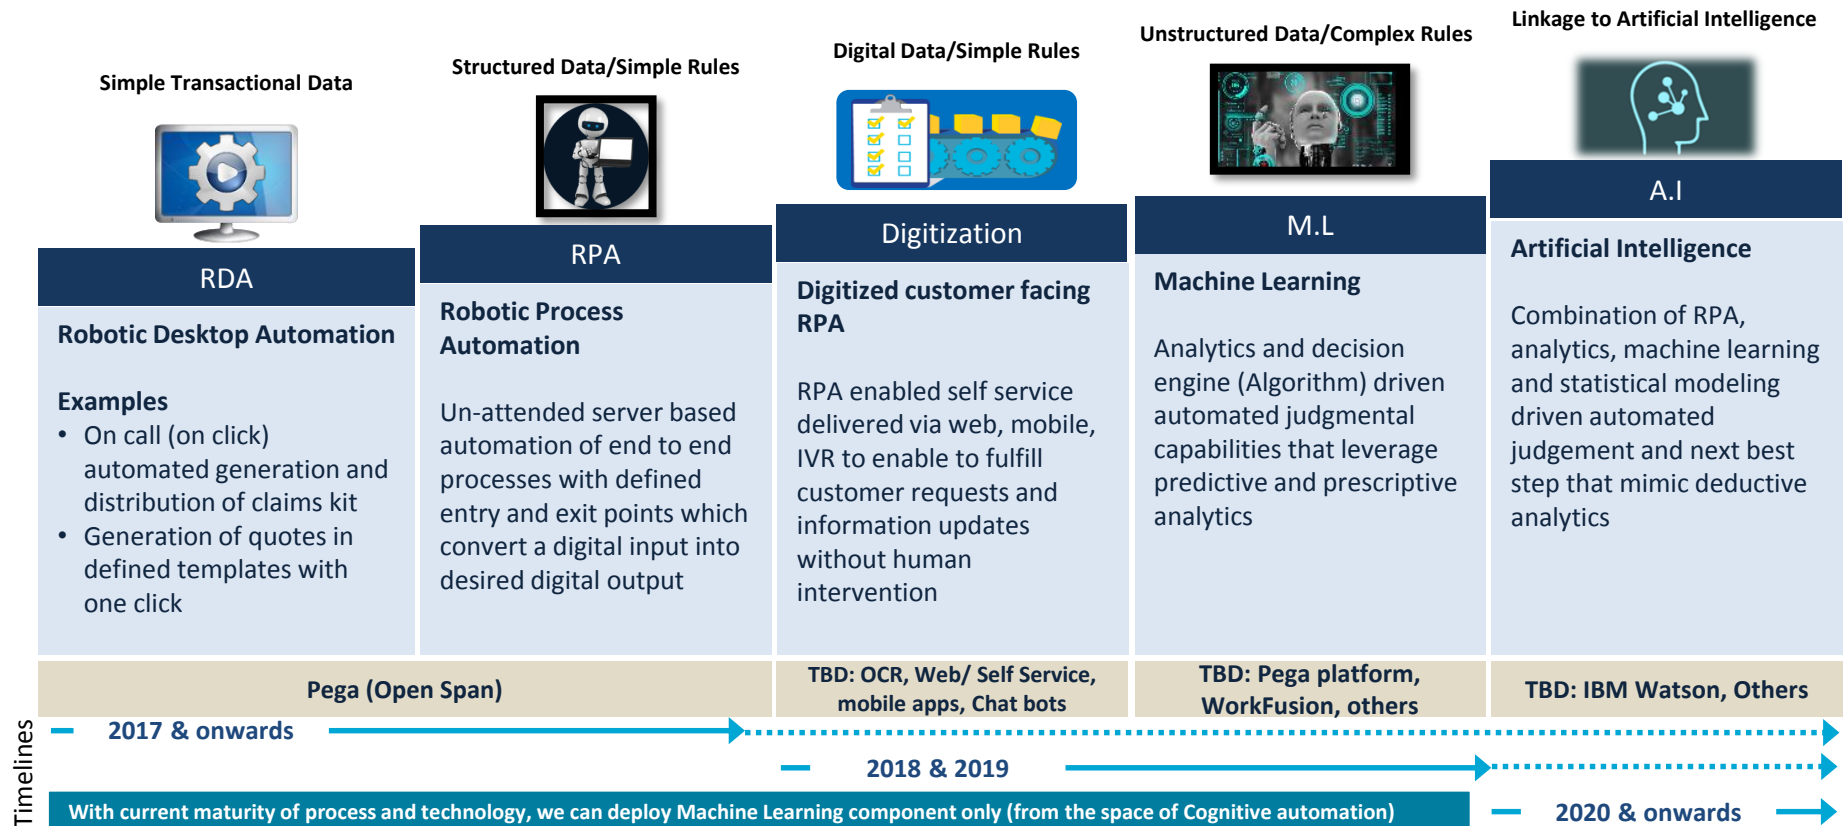 Simple Transactional Data
Structured Data/Simple Rules
Digital Data/Simple Rules
Unstructured Data/Complex Rules
Linkage to Artificial Intelligence
RDA
Robotic Desktop Automation
Examples
• On call (on click)
automated generation and
distribution of claims kit
• Generation of quotes in
defined templates with
one click
RPA
Robotic Process
Automation
Un-attended server based
automation of end to end
processes with defined
entry and exit points which
convert a digital input into
desired digital output
Digitization
Digitized customer facing
RPA
RPA enabled self service
delivered via web, mobile,
IVR to enable to fulfill
customer requests and
information updates
without human
intervention
M.L
Machine Learning
Analytics and decision
engine (Algorithm) driven
automated judgmental
capabilities that leverage
predictive and prescriptive
analytics
A.I
Artificial Intelligence
Combination of RPA,
analytics, machine learning
and statistical modeling
driven automated
judgement and next best
step that mimic deductive
analytics
Pega (Open Span)
TBD: OCR, Web/ Self Service,
mobile apps, Chat bots
TBD: Pega platform,
WorkFusion, others
TBD: IBM Watson, Others
Timelines
2017 & onwards
2018 & 2019
With current maturity of process and technology, we can deploy Machine Learning component only (from the space of Cognitive automation)
2020 & onwards